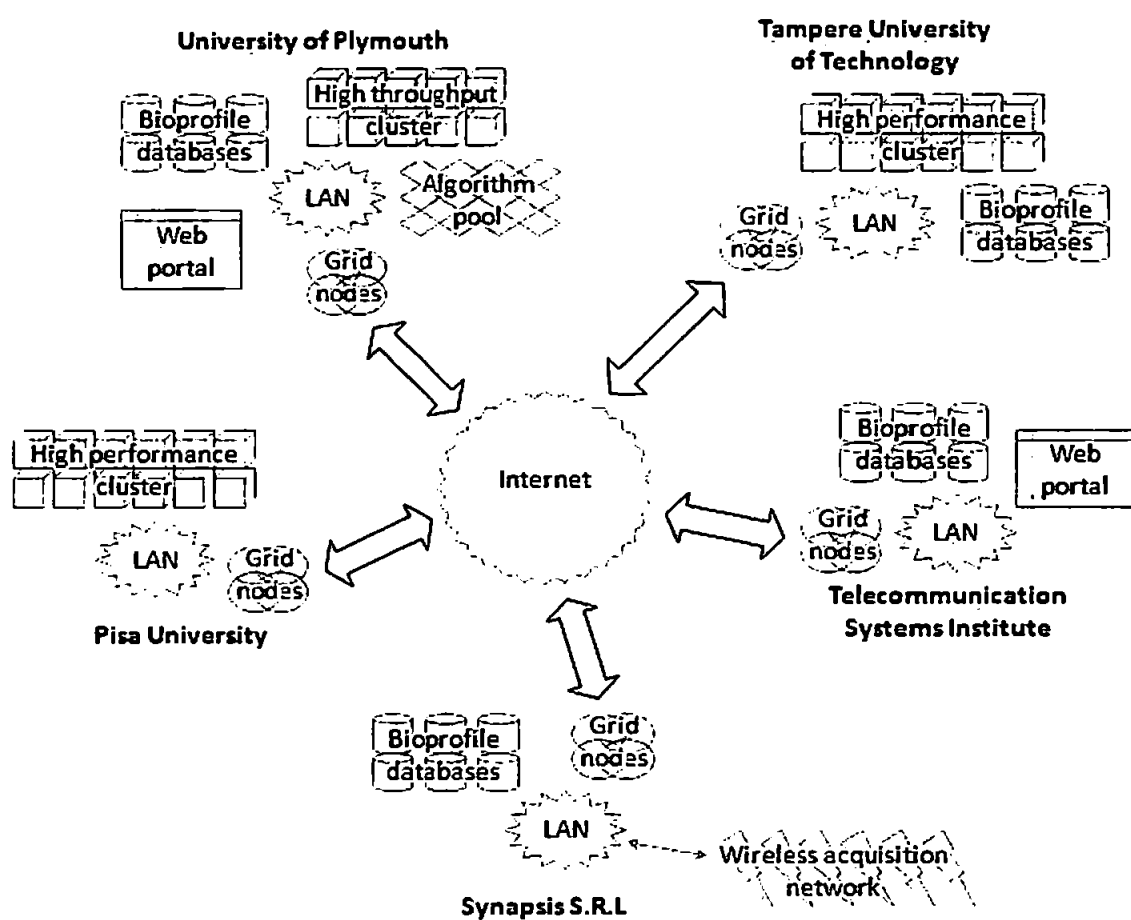 University of Plymouth
Bioprofile
databases
High throughput
cluster
LAN
Algorithm
pool
Web
portal
Grid
nodes
Tampere University
of Technology
High performance
cluster
Grid
nodes
LAN
Bioprofile
databases
Internet
High performance
cluster
LAN
Grid
nodes
Pisa University
Bioprofile
databases
Web
portal
Grid
nodes
LAN
Telecommunication
Systems Institute
Bioprofile
databases
Grid
nodes
LAN
Wireless acquisition
network
Synapsis S.R.L